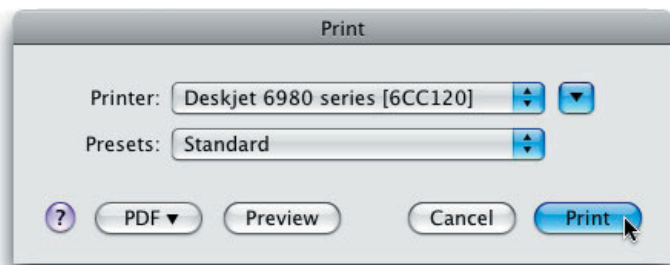 Print
Printer: Deskjet 6980 series [6CC120]
Presets: Standard
? PDF ▼ Preview Cancel Print